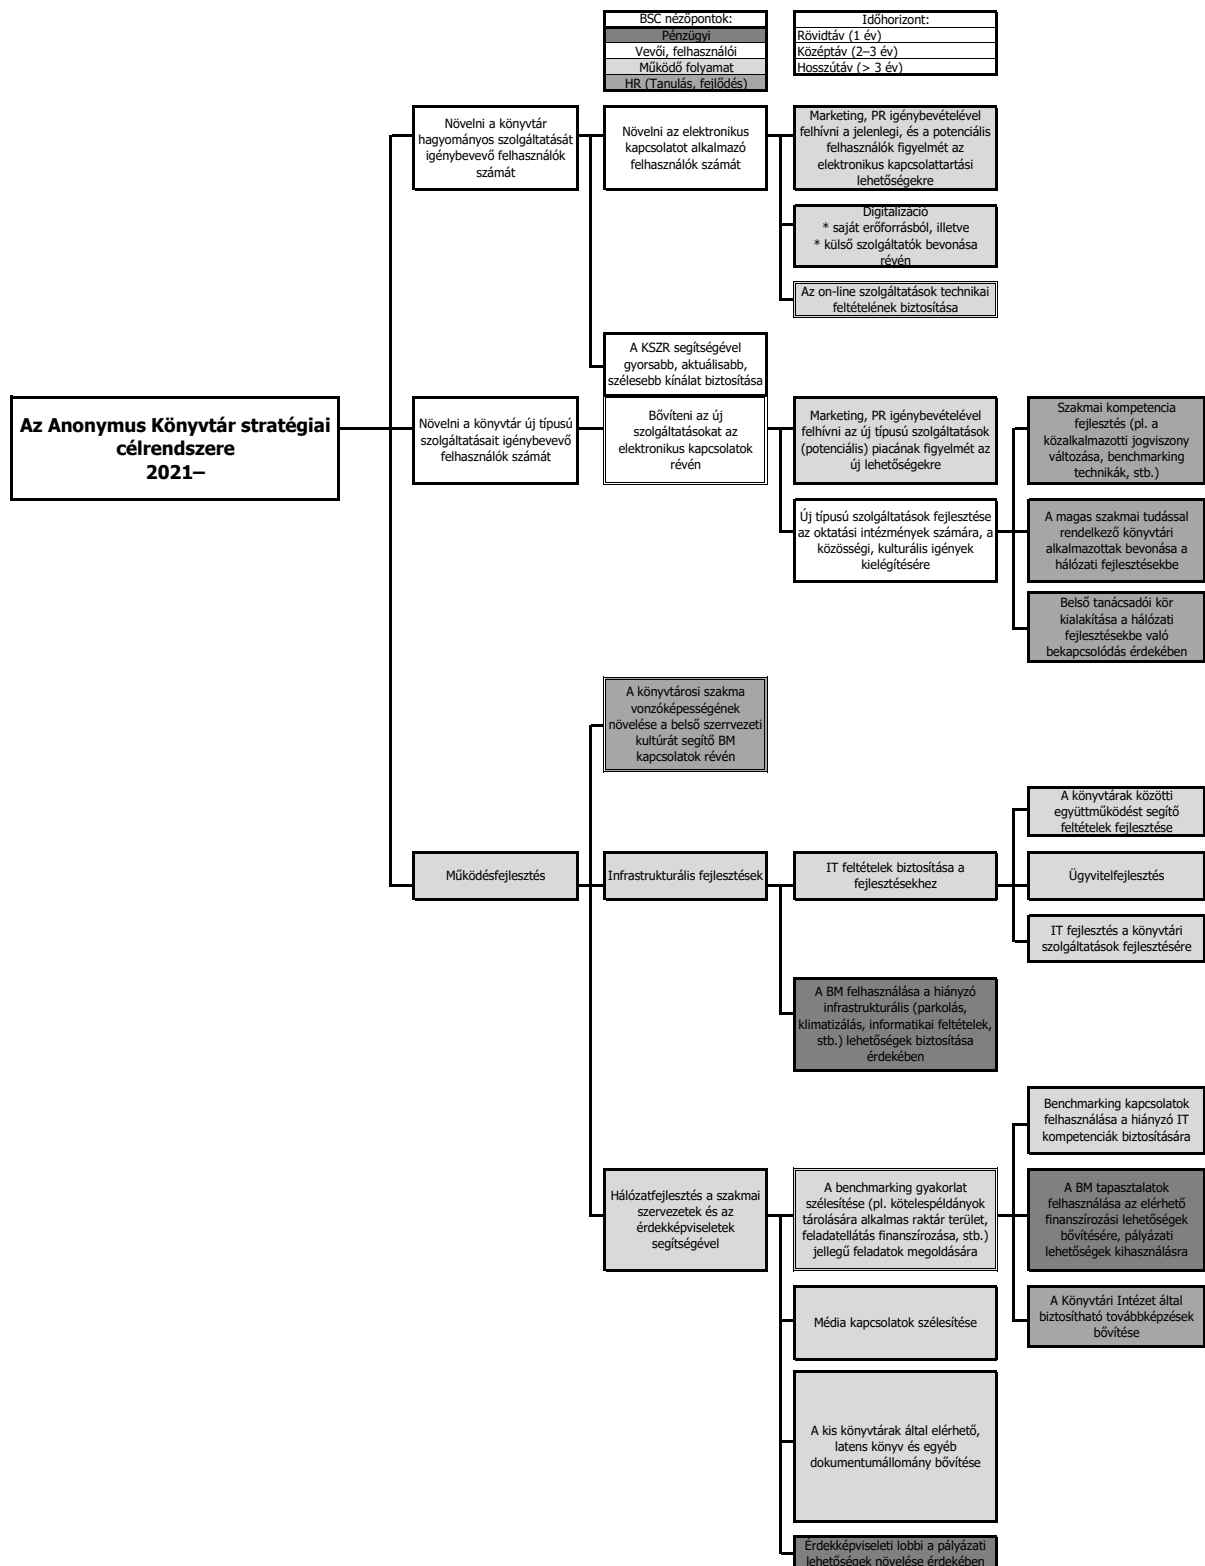 BSC nézőpontok:
Pénzügyi
Vevői, felhasználói
Működő folyamat
HR (Tanulás, fejlődés)
Időhorizont:
Rövidtáv (1 év)
Középtáv (2–3 év)
Hosszútáv (> 3 év)
Növelni a könyvtár
hagyományos szolgáltatását
igénybevevő felhasználók
számát
Növelni az elektronikus
kapcsolatot alkalmazó
felhasználók számát
Marketing, PR igénybevételével
felhívni a jelenlegi, és a potenciális
felhasználók figyelmét az
elektronikus kapcsolattartási
lehetőségekre
Digitalizáció
* saját erőforrásból, illetve
* külső szolgáltatók bevonása
révén
Az on-line szolgáltatások technikai
feltételének biztosítása
A KSZR segítségével
gyorsabb, aktuálisabb,
szélesebb kínálat biztosítása
Az Anonymus Könyvtár stratégiai
célrendszere
2021–
Növelni a könyvtár új típusú
szolgáltatásait igénybevevő
felhasználók számát
Bővíteni az új
szolgáltatásokat az
elektronikus kapcsolatok
révén
Marketing, PR igénybevételével
felhívni az új típusú szolgáltatások
(potenciális) piacának figyelmét az
új lehetőségekre
Szakmai kompetencia
fejlesztés (pl. a
közalkalmazotti jogviszony
változása, benchmarking
technikák, stb.)
Új típusú szolgáltatások fejlesztése
az oktatási intézmények számára, a
közösségi, kulturális igények
kielégítésére
A magas szakmai tudással
rendelkező könyvtári
alkalmazottak bevonása a
hálózati fejlesztésekbe
Belső tanácsadói kör
kialakítása a hálózati
fejlesztésekbe való
bekapcsolódás érdekében
A könyvtárosi szakma
vonzóképességének
növelése a belső szerrvezeti
kultúrát segítő BM
kapcsolatok révén
A könyvtárak közötti
együttműködést segítő
feltételek fejlesztése
Működésfejlesztés
Infrastrukturális fejlesztések
IT feltételek biztosítása a
fejlesztésekhez
Ügyvitelfejlesztés
IT fejlesztés a könyvtári
szolgáltatások fejlesztésére
A BM felhasználása a hiányzó
infrastrukturális (parkolás,
klimatizálás, informatikai feltételek,
stb.) lehetőségek biztosítása
érdekében
Benchmarking kapcsolatok
felhasználása a hiányzó IT
kompetenciák biztosítására
Hálózatfejlesztés a szakmai
szervezetek és az
érdekképviseletek
segítségével
A benchmarking gyakorlat
szélesítése (pl. kötelespéldányok
tárolására alkalmas raktár terület,
feladatellátás finanszírozása, stb.)
jellegű feladatok megoldására
A BM tapasztalatok
felhasználása az elérhető
finanszírozási lehetőségek
bővítésére, pályázati
lehetőségek kihasználásra
A Könyvtári Intézet által
biztosítható továbbképzések
bővítése
Média kapcsolatok szélesítése
A kis könyvtárak által elérhető,
latens könyv és egyéb
dokumentumállomány bővítése
Érdekképviseleti lobbi a pályázati
lehetőségek növelése érdekében